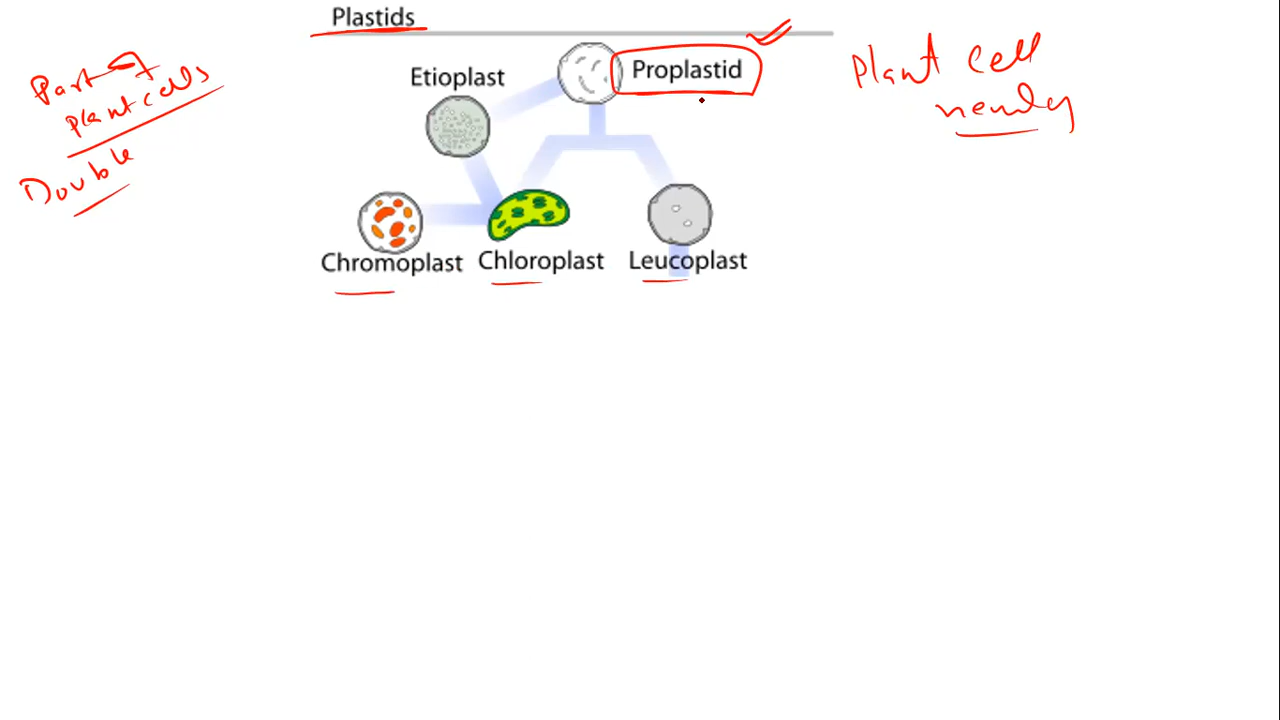 Plastids
Etioplast
Proplastid
Chromoplast
Chloroplast
Leucoplast
Part of
plant cells
Double
Plant cell
newly